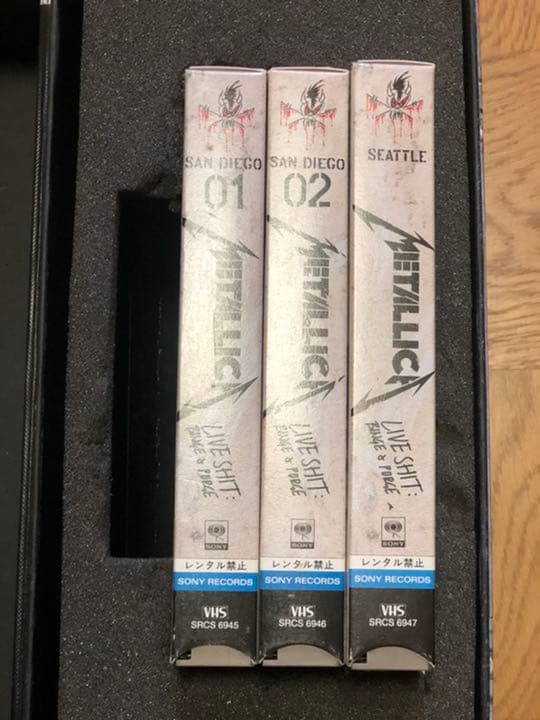 SAN DIEGO
01
METALLICA
LIVE SHIT:
BINGE & PURGE
SONY
レンタル禁止
SONY RECORDS
VHS
SRCS 6945
SAN DIEGO
02
METALLICA
LIVE SHIT:
BINGE & PURGE
SONY
レンタル禁止
SONY RECORDS
VHS
SRCS 6946
SEATTLE
METALLICA
LIVE SHIT:
BINGE & PURGE
SONY
レンタル禁止
SONY RECORDS
VHS
SRCS 6947